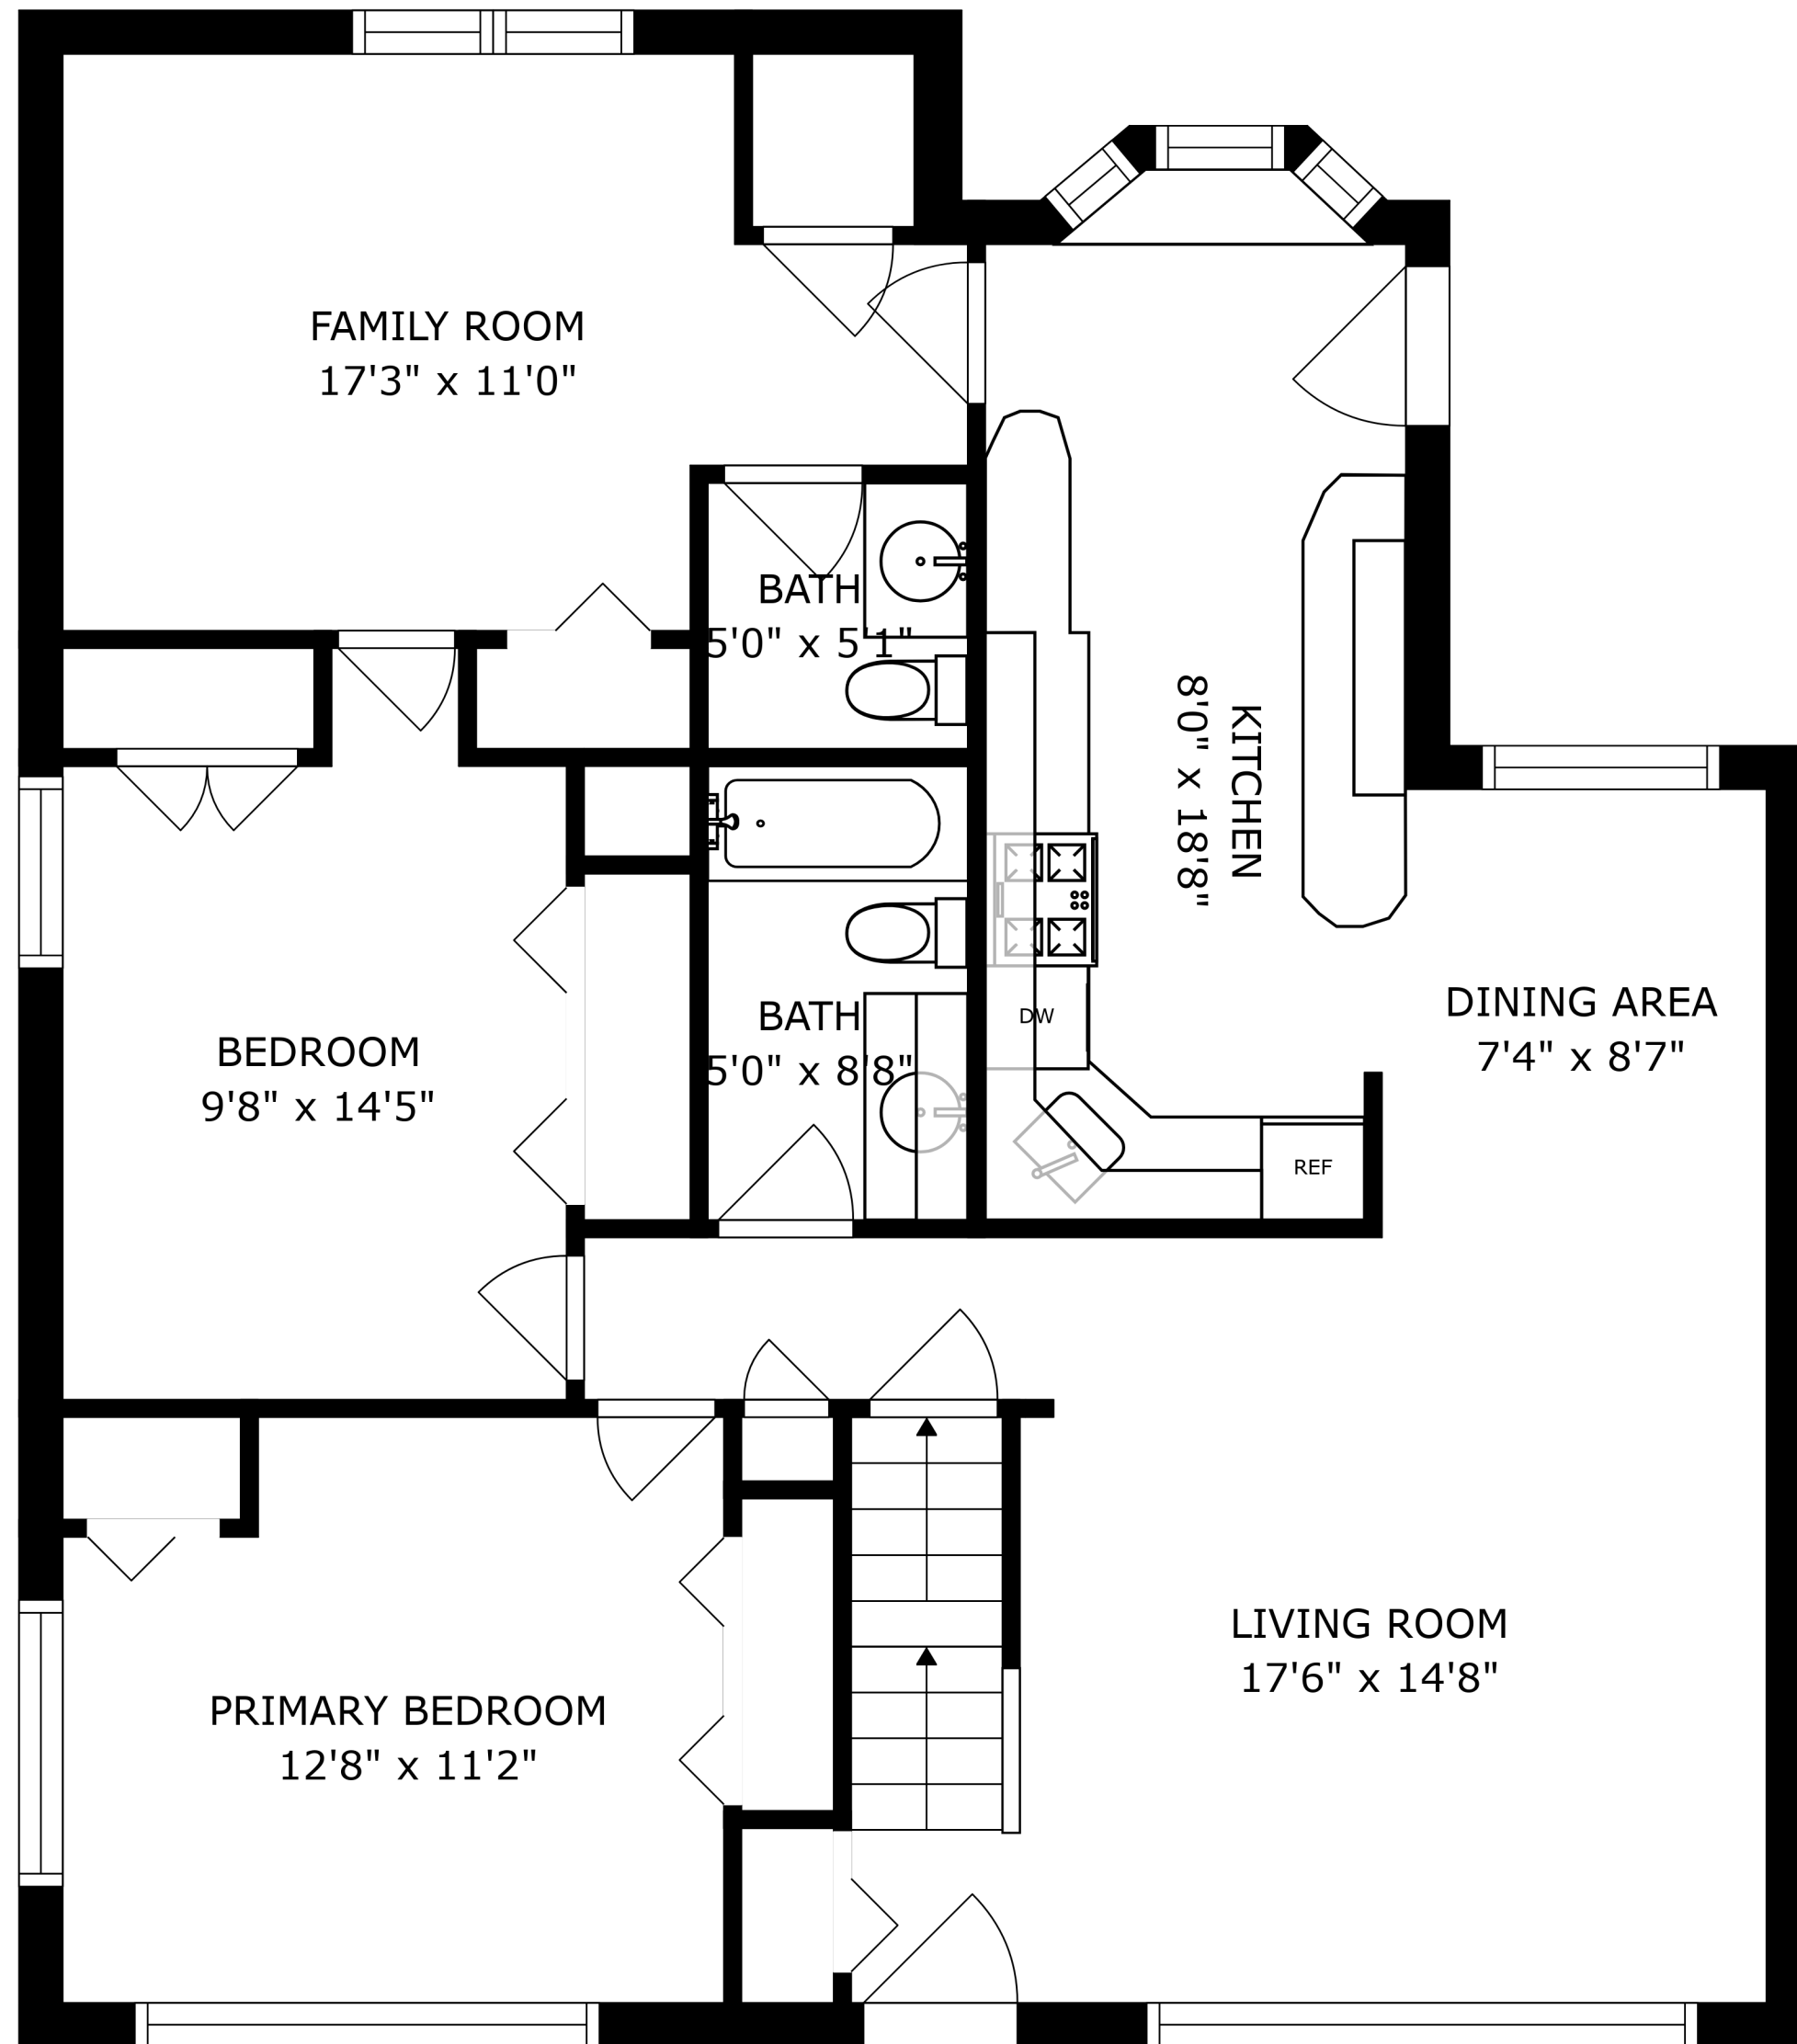 FAMILY ROOM
17'3" x 11'0"
BATH
5'0" x 5'1"
KITCHEN
8'0" x 18'8"
DINING AREA
7'4" x 8'7"
BEDROOM
9'8" x 14'5"
BATH
5'0" x 8'8"
DW
REF
LIVING ROOM
17'6" x 14'8"
PRIMARY BEDROOM
12'8" x 11'2"